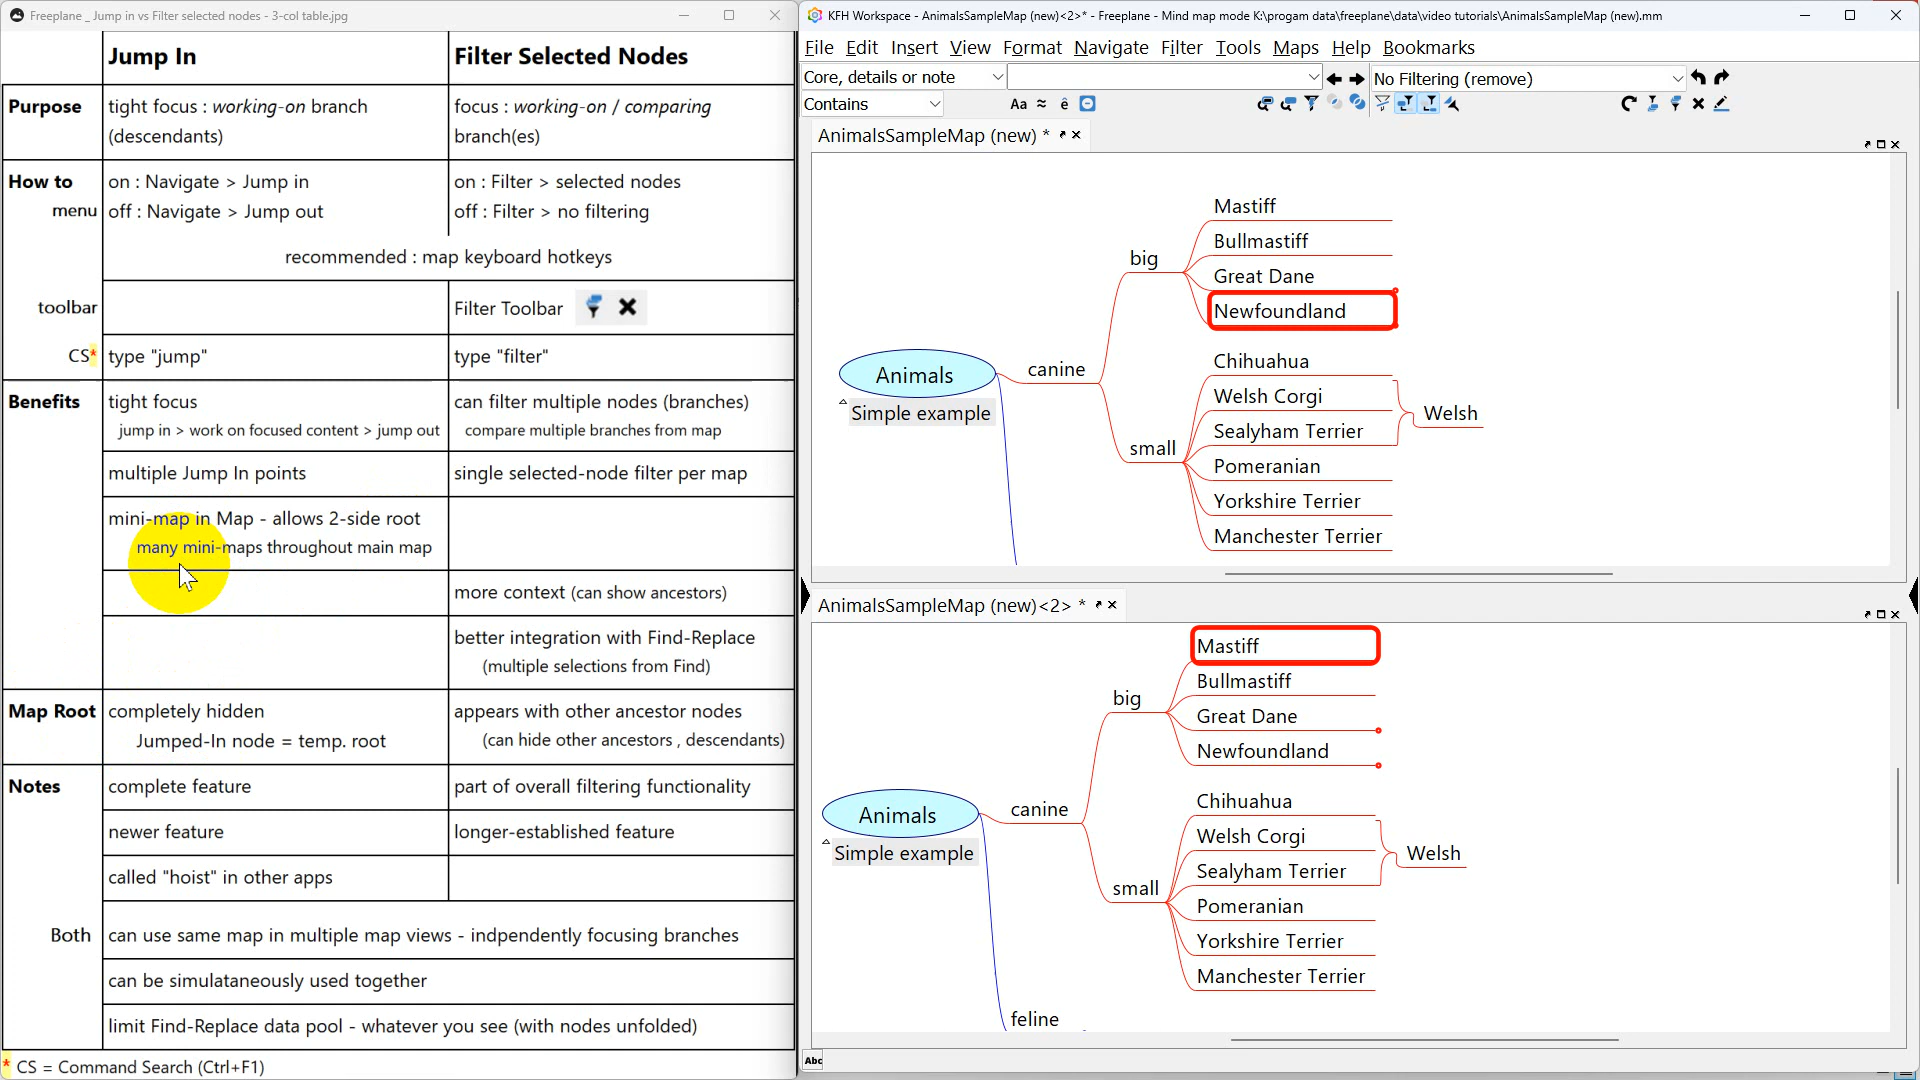 Freeplane _ Jump in vs Filter selected nodes - 3-col table.jpg
Jump In
Filter Selected Nodes
Purpose
tight focus : working-on branch
(descendants)
focus : working-on / comparing
branch(es)
How to
menu
on : Navigate > Jump in
off : Navigate > Jump out
on : Filter > selected nodes
off : Filter > no filtering
recommended : map keyboard hotkeys
toolbar
Filter Toolbar
CS*
type "jump"
type "filter"
Benefits
tight focus
jump in > work on focused content > jump out
can filter multiple nodes (branches)
compare multiple branches from map
multiple Jump In points
single selected-node filter per map
mini-map in Map - allows 2-side root
many mini-maps throughout main map
more context (can show ancestors)
better integration with Find-Replace
(multiple selections from Find)
Map Root
completely hidden
Jumped-In node = temp. root
appears with other ancestor nodes
(can hide other ancestors , descendants)
Notes
complete feature
part of overall filtering functionality
newer feature
longer-established feature
called "hoist" in other apps
Both
can use same map in multiple map views - indpendently focusing branches
can be simulataneously used together
limit Find-Replace data pool - whatever you see (with nodes unfolded)
* CS = Command Search (Ctrl+F1)
KFH Workspace - AnimalsSampleMap (new)<2>* - Freeplane - Mind map mode K:\progam data\freeplane\data\video tutorials\AnimalsSampleMap (new).mm
File Edit Insert View Format Navigate Filter Tools Maps Help Bookmarks
Core, details or note
No Filtering (remove)
Contains
Aa ≈ ê
AnimalsSampleMap (new) *
Mastiff
Bullmastiff
Great Dane
Newfoundland
big
Chihuahua
Welsh Corgi
Sealyham Terrier
Pomeranian
Yorkshire Terrier
Manchester Terrier
Welsh
small
canine
Animals
Simple example
AnimalsSampleMap (new)<2> *
Mastiff
Bullmastiff
Great Dane
Newfoundland
big
Chihuahua
Welsh Corgi
Sealyham Terrier
Pomeranian
Yorkshire Terrier
Manchester Terrier
Welsh
small
canine
Animals
Simple example
feline
Abc